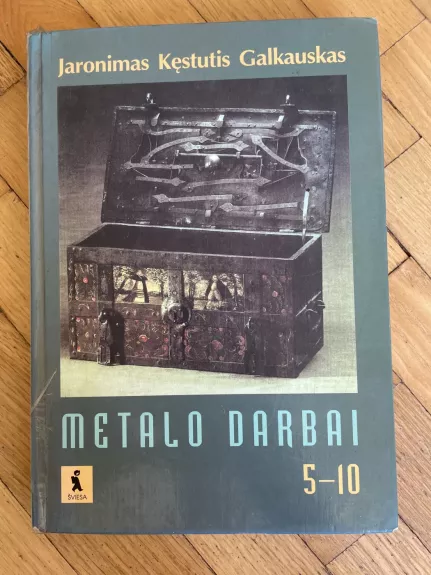 Jaronimas Kęstutis Galkauskas
METALO DARBAI
5–10
ŠVIESA